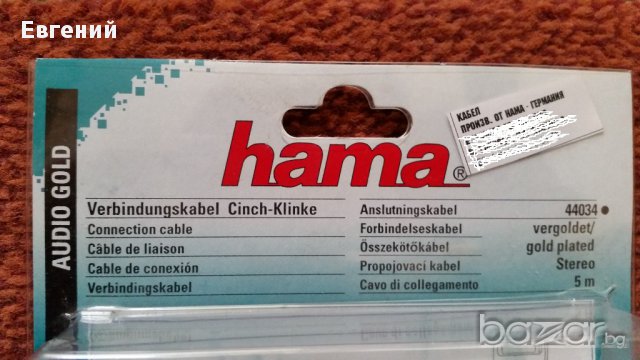 Евгений
AUDIO GOLD
КАБЕЛ
ПРОИЗВ. ОТ НАМА - ГЕРМАНИЯ
hama®
Verbindungskabel Cinch-Klinke
Connection cable
Câble de liaison
Cable de conexión
Verbindingskabel
Anslutningskabel 44034
Forbindelseskabel vergoldet/
Összekötőkábel gold plated
Propojovací kabel Stereo
Cavo di collegamento 5 m
bazar.bg